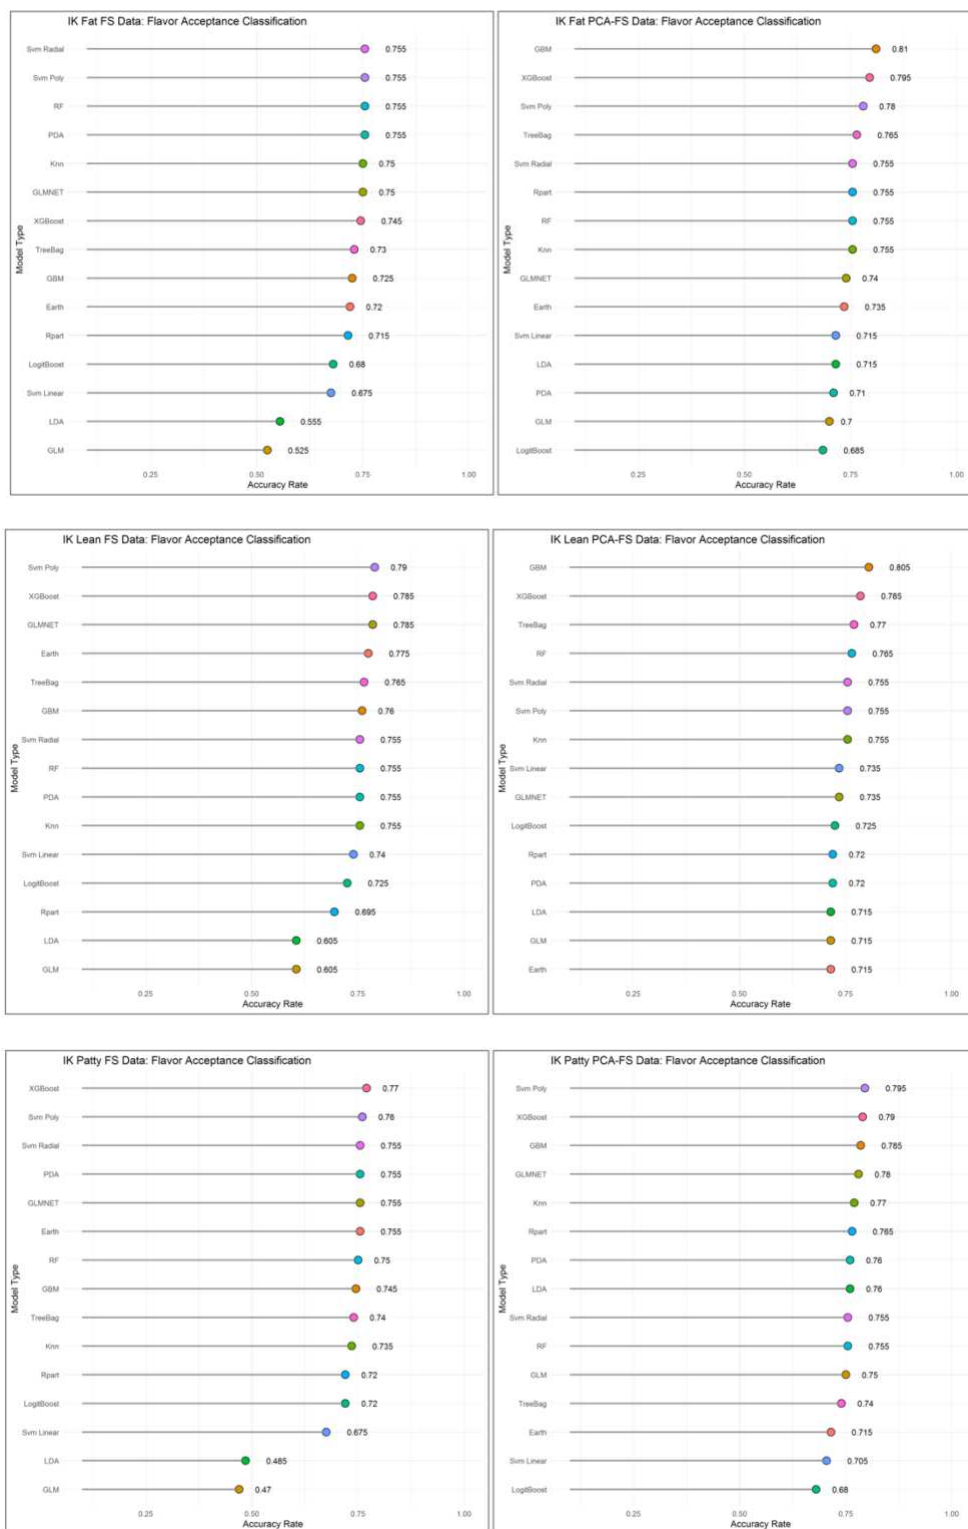 IK Fat FS Data: Flavor Acceptance Classification
Svm Radial 0.755
Svm Poly 0.755
RF 0.755
PDA 0.755
Knn 0.75
GLMNET 0.75
XGBoost 0.745
TreeBag 0.73
GBM 0.725
Earth 0.72
Rpart 0.715
LogitBoost 0.68
Svm Linear 0.675
LDA 0.555
GLM 0.525
Model Type
0.25 0.50 0.75 1.00
Accuracy Rate
IK Fat PCA-FS Data: Flavor Acceptance Classification
GBM 0.81
XGBoost 0.795
Svm Poly 0.78
TreeBag 0.765
Svm Radial 0.755
Rpart 0.755
RF 0.755
Knn 0.755
GLMNET 0.74
Earth 0.735
Svm Linear 0.715
LDA 0.715
PDA 0.71
GLM 0.7
LogitBoost 0.685
Model Type
0.25 0.50 0.75 1.00
Accuracy Rate
IK Lean FS Data: Flavor Acceptance Classification
Svm Poly 0.79
XGBoost 0.785
GLMNET 0.785
Earth 0.775
TreeBag 0.765
GBM 0.76
Svm Radial 0.755
RF 0.755
PDA 0.755
Knn 0.755
Svm Linear 0.74
LogitBoost 0.725
Rpart 0.695
LDA 0.605
GLM 0.605
Model Type
0.25 0.50 0.75 1.00
Accuracy Rate
IK Lean PCA-FS Data: Flavor Acceptance Classification
GBM 0.805
XGBoost 0.785
TreeBag 0.77
RF 0.765
Svm Radial 0.755
Svm Poly 0.755
Knn 0.755
Svm Linear 0.735
GLMNET 0.735
LogitBoost 0.725
Rpart 0.72
PDA 0.72
LDA 0.715
GLM 0.715
Earth 0.715
Model Type
0.25 0.50 0.75 1.00
Accuracy Rate
IK Patty FS Data: Flavor Acceptance Classification
XGBoost 0.77
Svm Poly 0.76
Svm Radial 0.755
PDA 0.755
GLMNET 0.755
Earth 0.755
RF 0.75
GBM 0.745
TreeBag 0.74
Knn 0.735
Rpart 0.72
LogitBoost 0.72
Svm Linear 0.675
LDA 0.485
GLM 0.47
Model Type
0.25 0.50 0.75 1.00
Accuracy Rate
IK Patty PCA-FS Data: Flavor Acceptance Classification
Svm Poly 0.795
XGBoost 0.79
GBM 0.785
GLMNET 0.78
Knn 0.77
Rpart 0.765
PDA 0.76
LDA 0.76
Svm Radial 0.755
RF 0.755
GLM 0.75
TreeBag 0.74
Earth 0.715
Svm Linear 0.705
LogitBoost 0.68
Model Type
0.25 0.50 0.75 1.00
Accuracy Rate